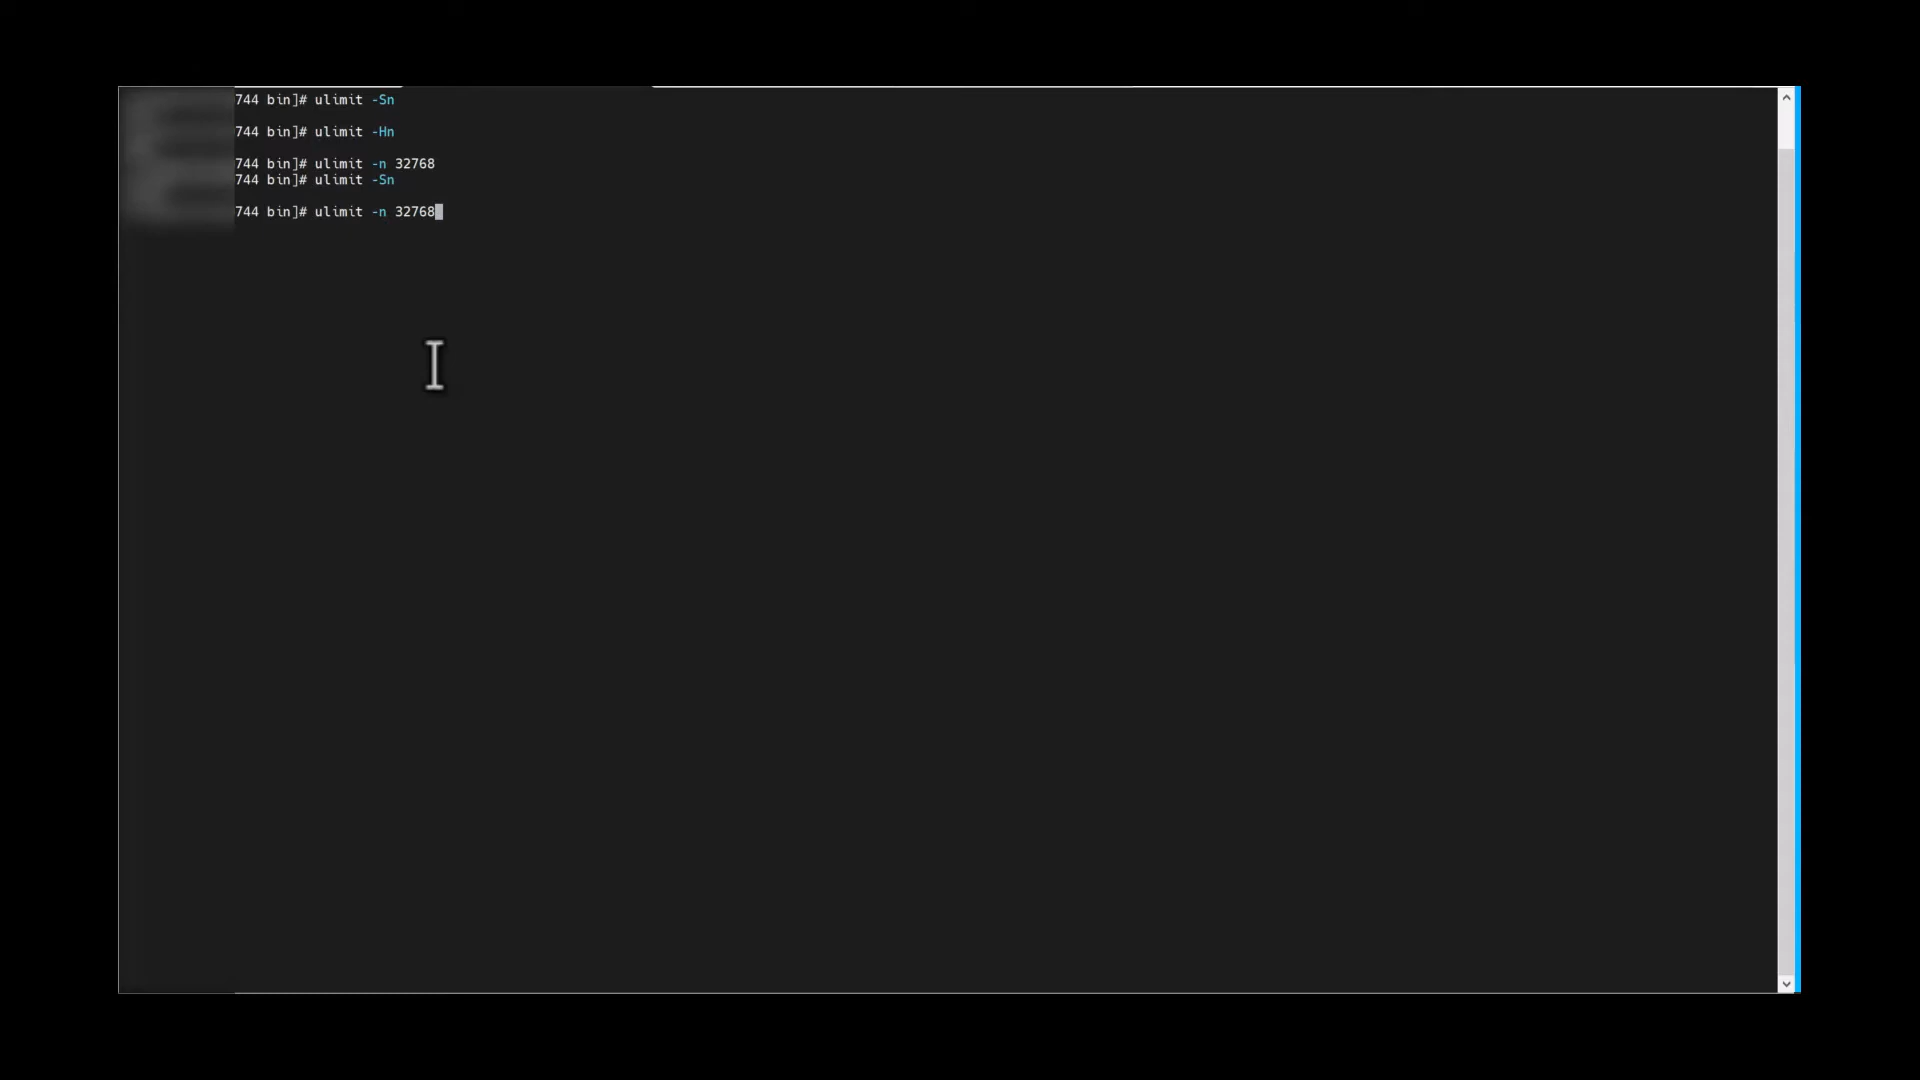 744 bin]# ulimit -Sn
744 bin]# ulimit -Hn
744 bin]# ulimit -n 32768
744 bin]# ulimit -Sn
744 bin]# ulimit -n 32768